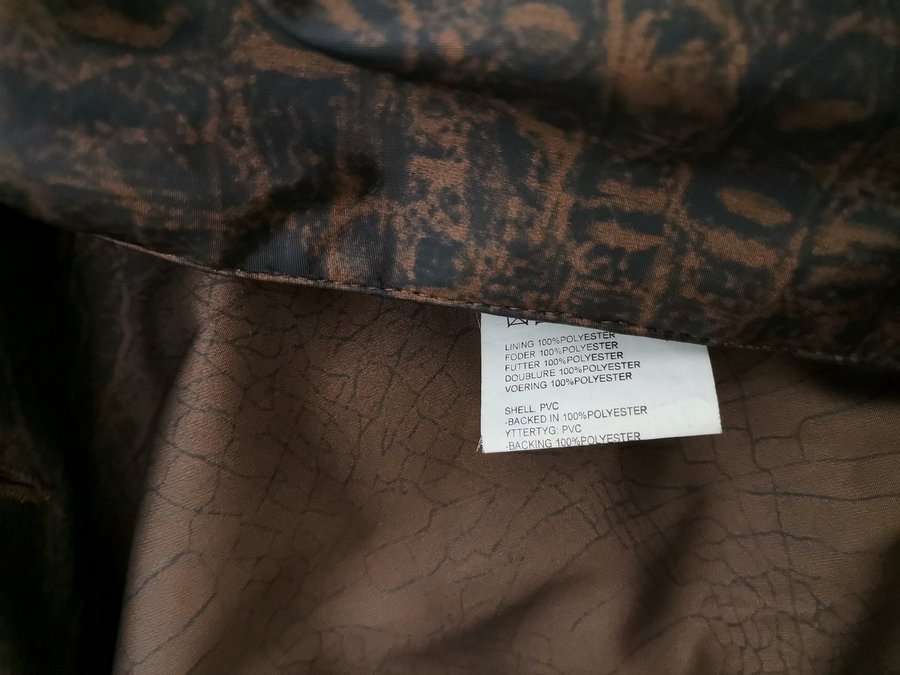 LINING 100%POLYESTER
FODER 100%POLYESTER
FUTTER 100%POLYESTER
DOUBLURE 100%POLYESTER
VOERING 100%POLYESTER
SHELL. PVC
-BACKED IN 100%POLYESTER
YTTERTYG: PVC
-BACKING 100%POLYESTER